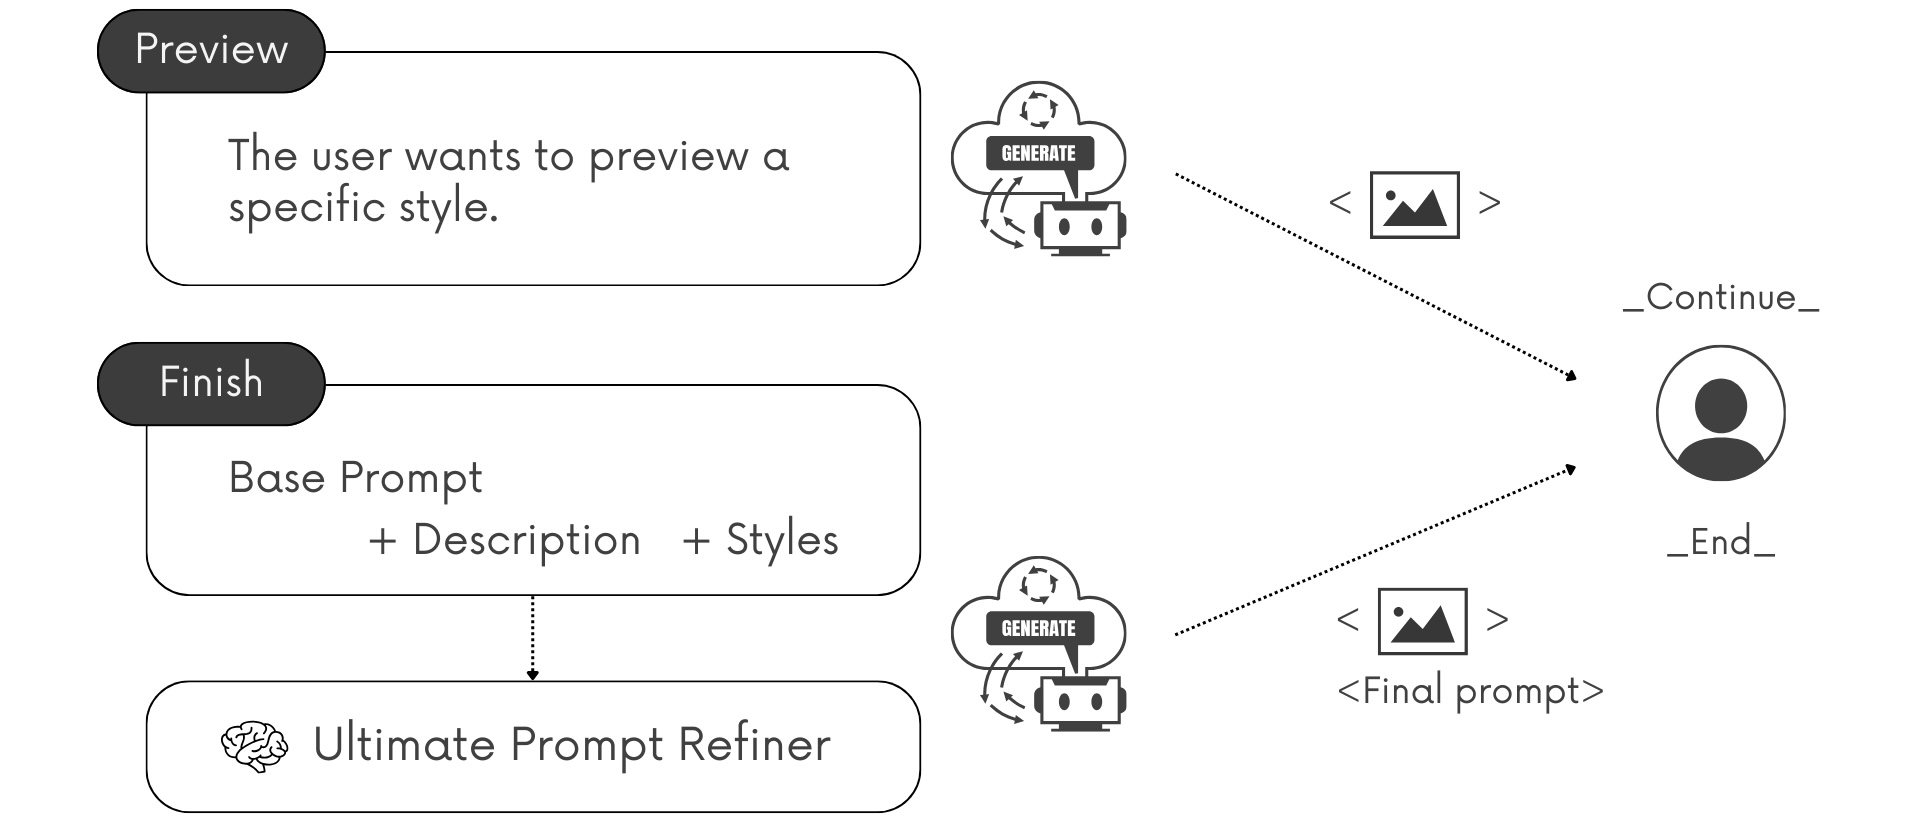 Preview
The user wants to preview a
specific style.
GENERATE
< >
_Continue_
Finish
Base Prompt
+ Description + Styles
_End_
GENERATE
< >
<Final prompt>
Ultimate Prompt Refiner